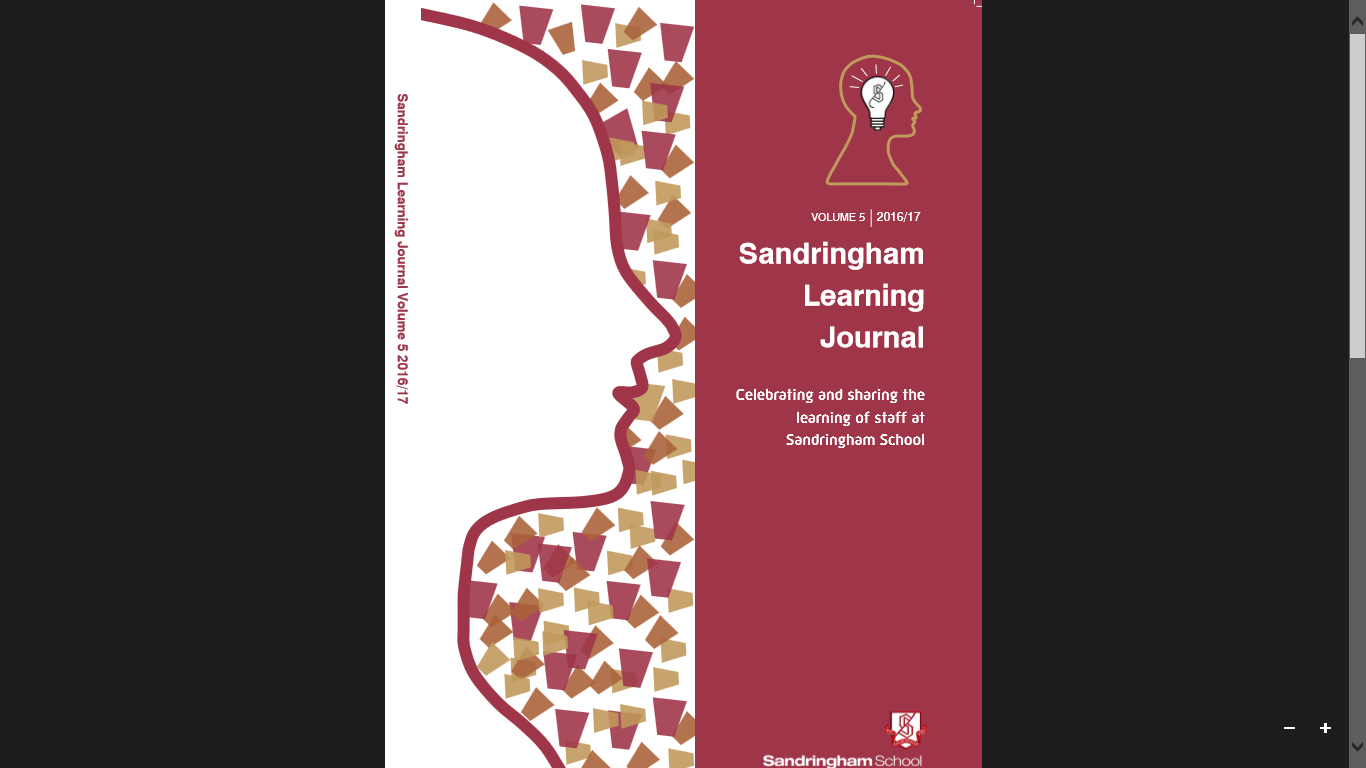 Sandringham Learning Journal Volume 5 2016/17
VOLUME 5 | 2016/17
Sandringham
Learning
Journal
Celebrating and sharing the
learning of staff at
Sandringham School
Sandringham School